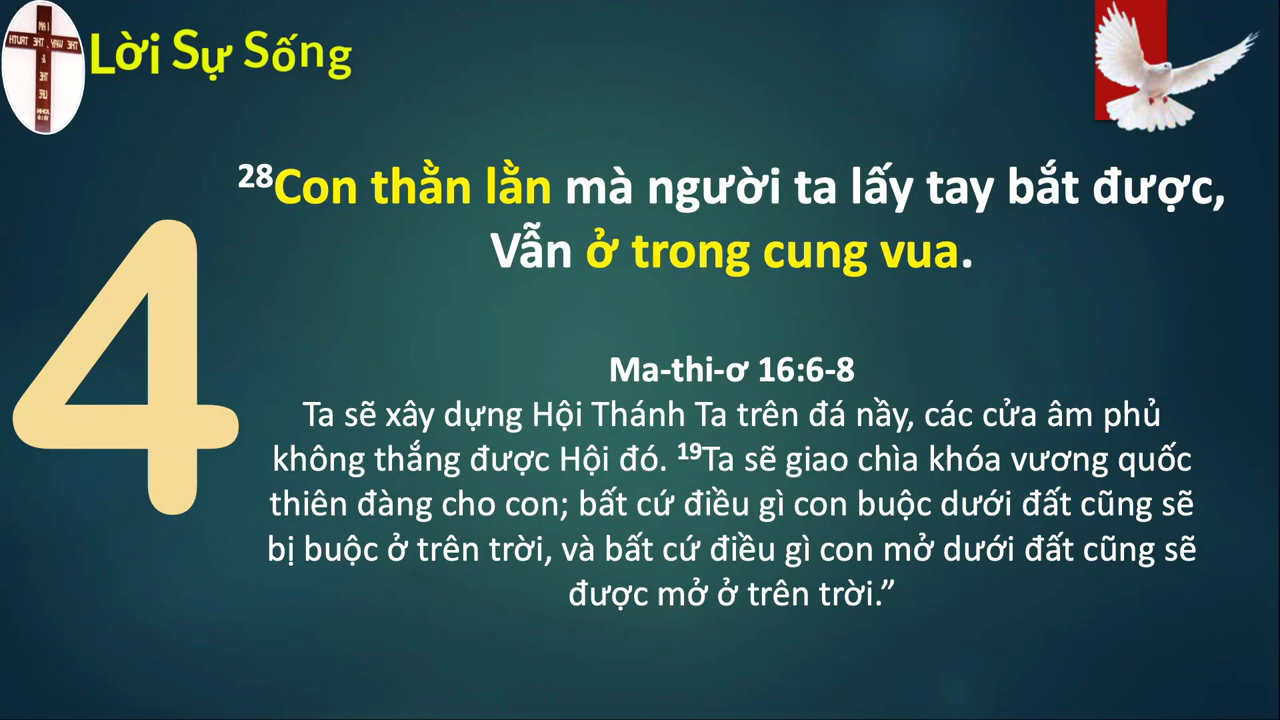 Lời Sự Sống
28Con thằn lằn mà người ta lấy tay bắt được,
Vẫn ở trong cung vua.
4
Ma-thi-ơ 16:6-8
Ta sẽ xây dựng Hội Thánh Ta trên đá nầy, các cửa âm phủ
không thắng được Hội đó. 19Ta sẽ giao chìa khóa vương quốc
thiên đàng cho con; bất cứ điều gì con buộc dưới đất cũng sẽ
bị buộc ở trên trời, và bất cứ điều gì con mở dưới đất cũng sẽ
được mở ở trên trời.”